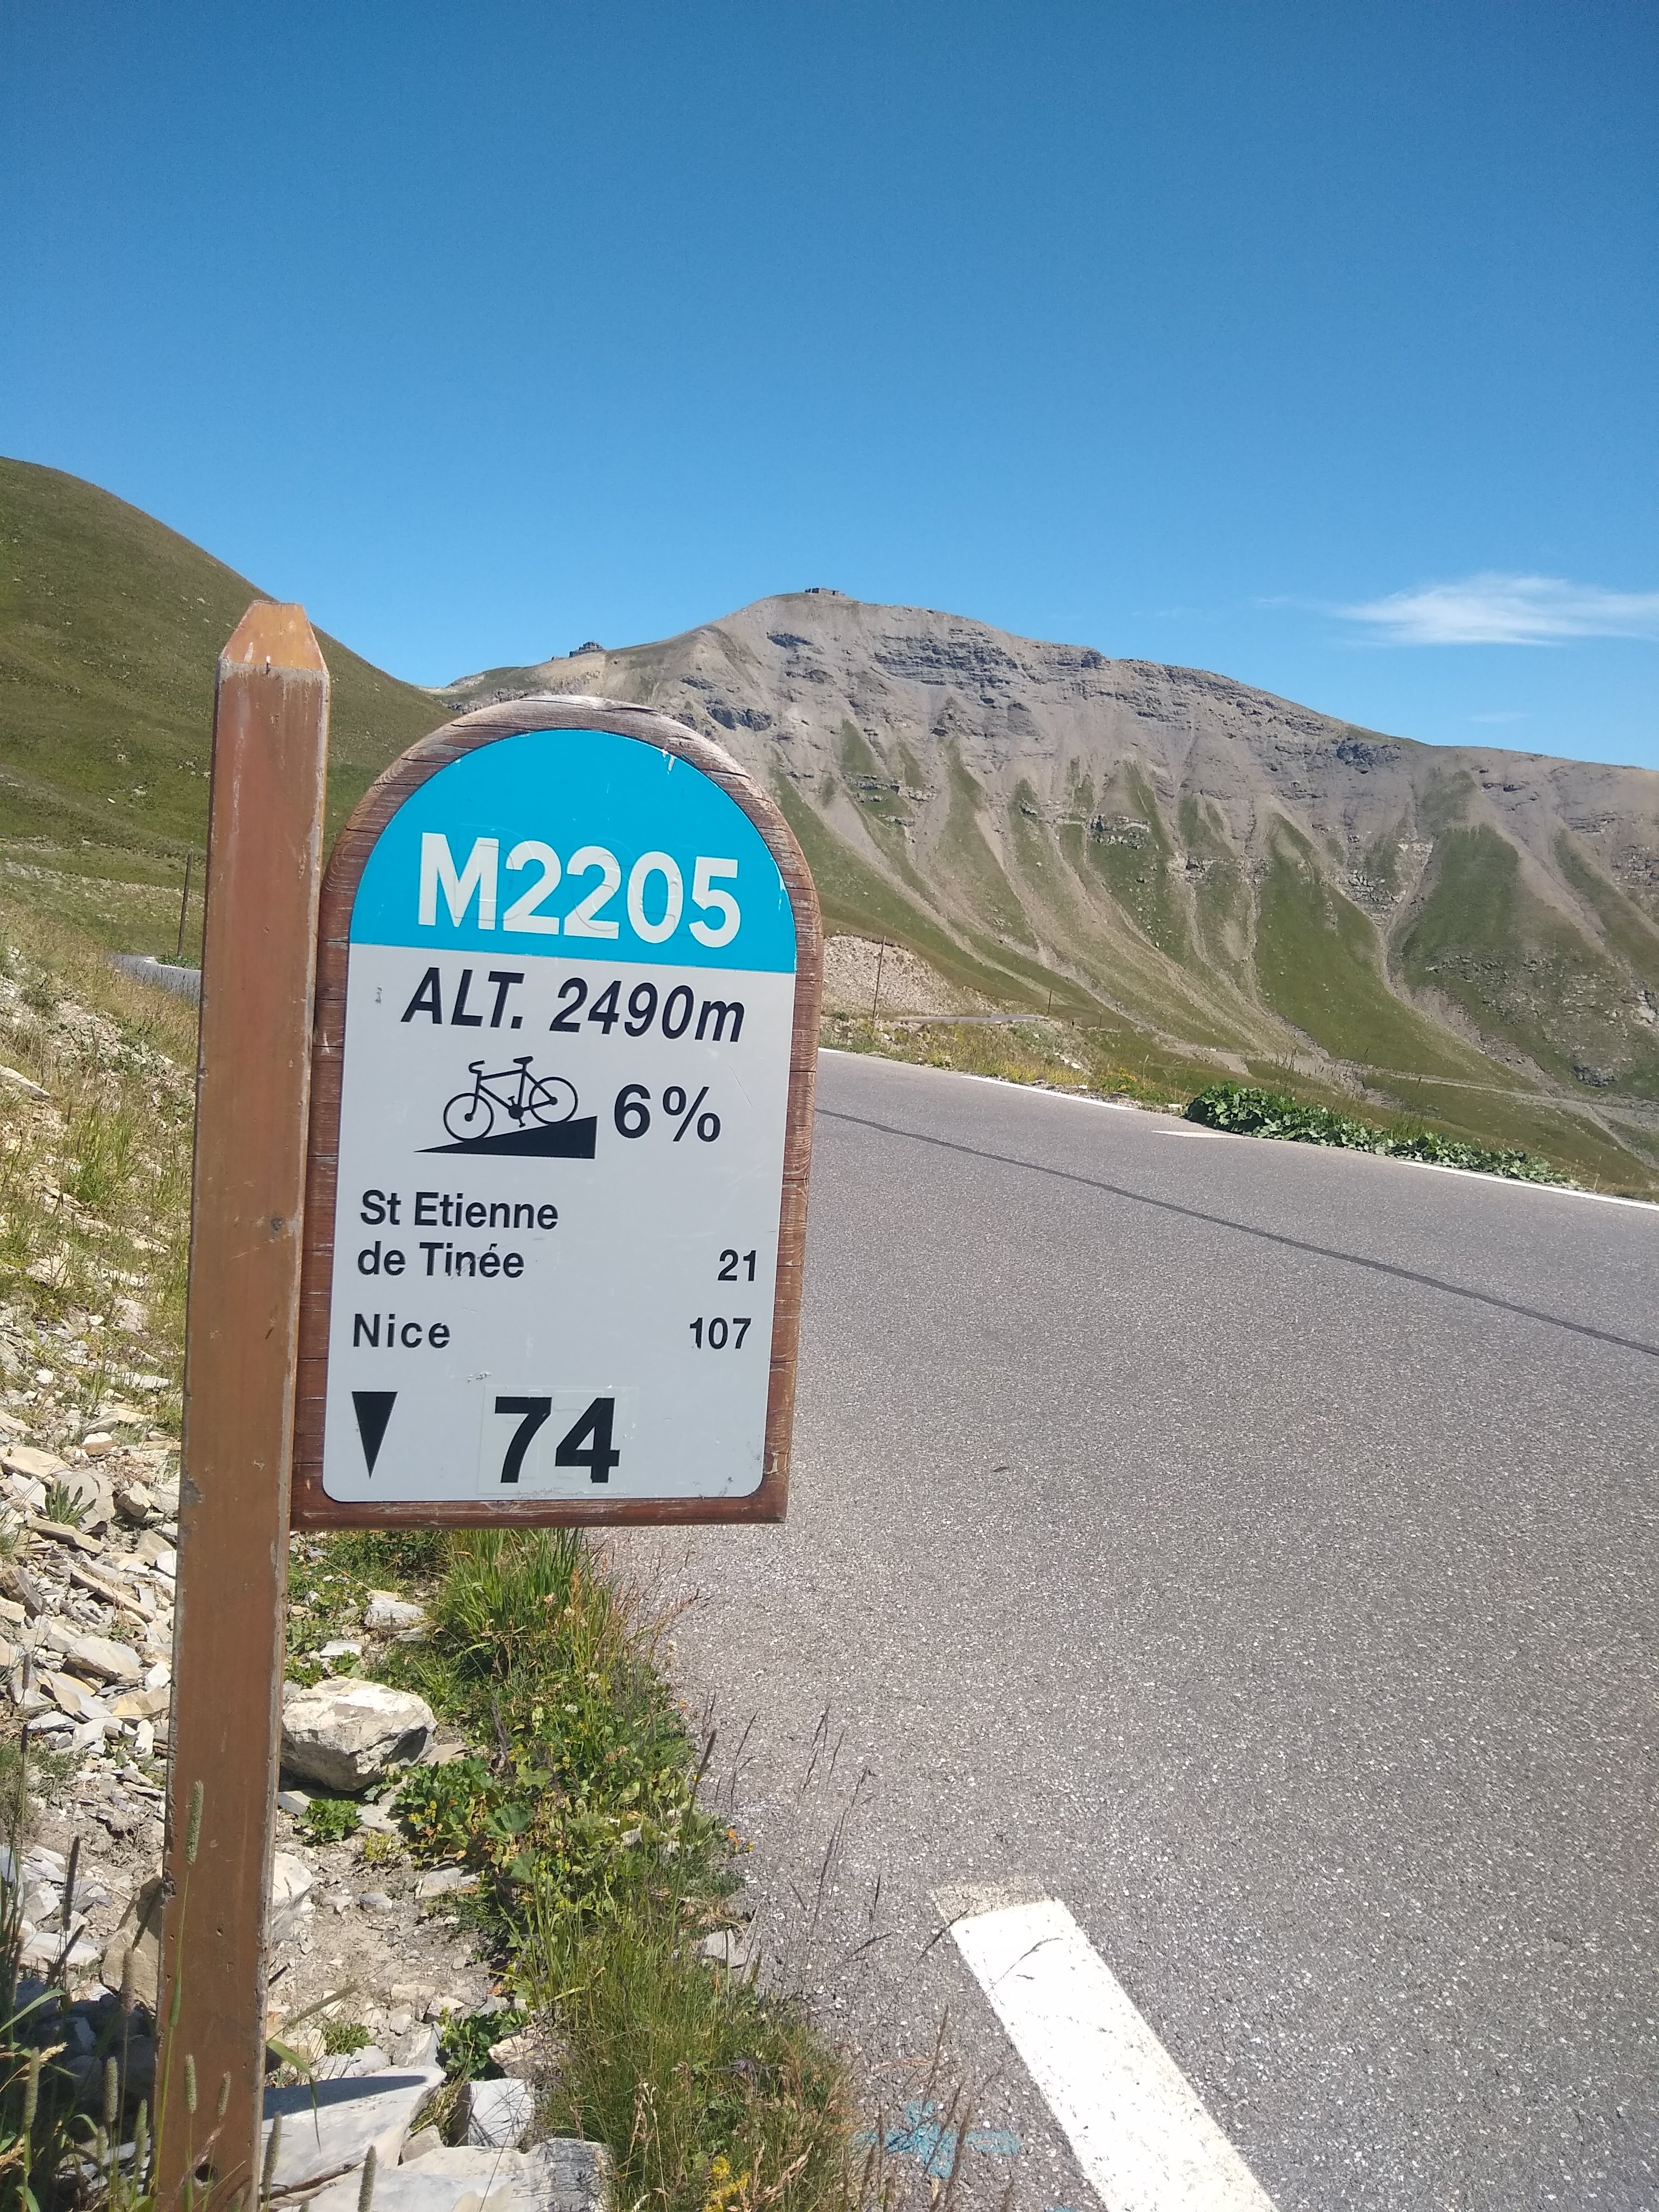 M2205
ALT. 2490m
6%
St Etienne
de Tinée 21
Nice 107
74